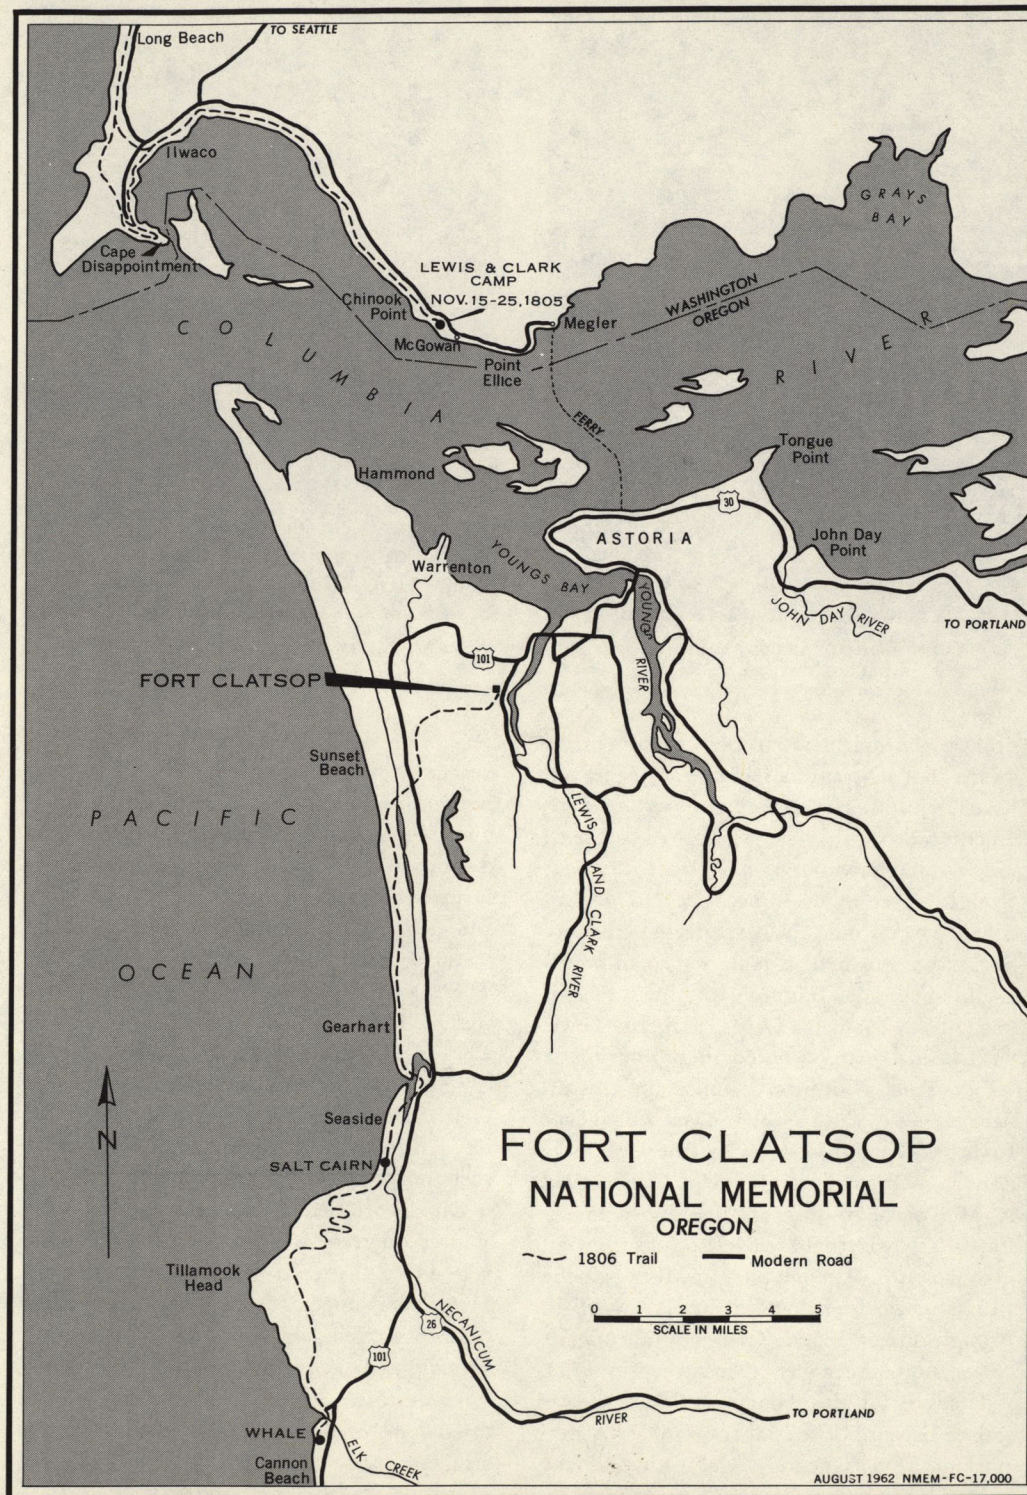 Long Beach
TO SEATTLE
Ilwaco
GRAYS
BAY
Cape
Disappointment
LEWIS & CLARK
CAMP
NOV. 15-25, 1805
Chinook
Point
McGowan
Megler
Point
Ellice
WASHINGTON
OREGON
COLUMBIA
RIVER
FERRY
Tongue
Point
Hammond
30
ASTORIA
John Day
Point
Warrenton
YOUNGS BAY
YOUNGS
RIVER
JOHN DAY RIVER
TO PORTLAND
101
FORT CLATSOP
Sunset
Beach
PACIFIC
OCEAN
LEWIS
AND
CLARK
RIVER
Gearhart
N
Seaside
SALT CAIRN
FORT CLATSOP
NATIONAL MEMORIAL
OREGON
1806 Trail
Modern Road
Tillamook
Head
0 1 2 3 4 5
SCALE IN MILES
NECANICUM
26
101
RIVER
TO PORTLAND
WHALE
ELK CREEK
Cannon
Beach
AUGUST 1962 NMEM-FC-17,000